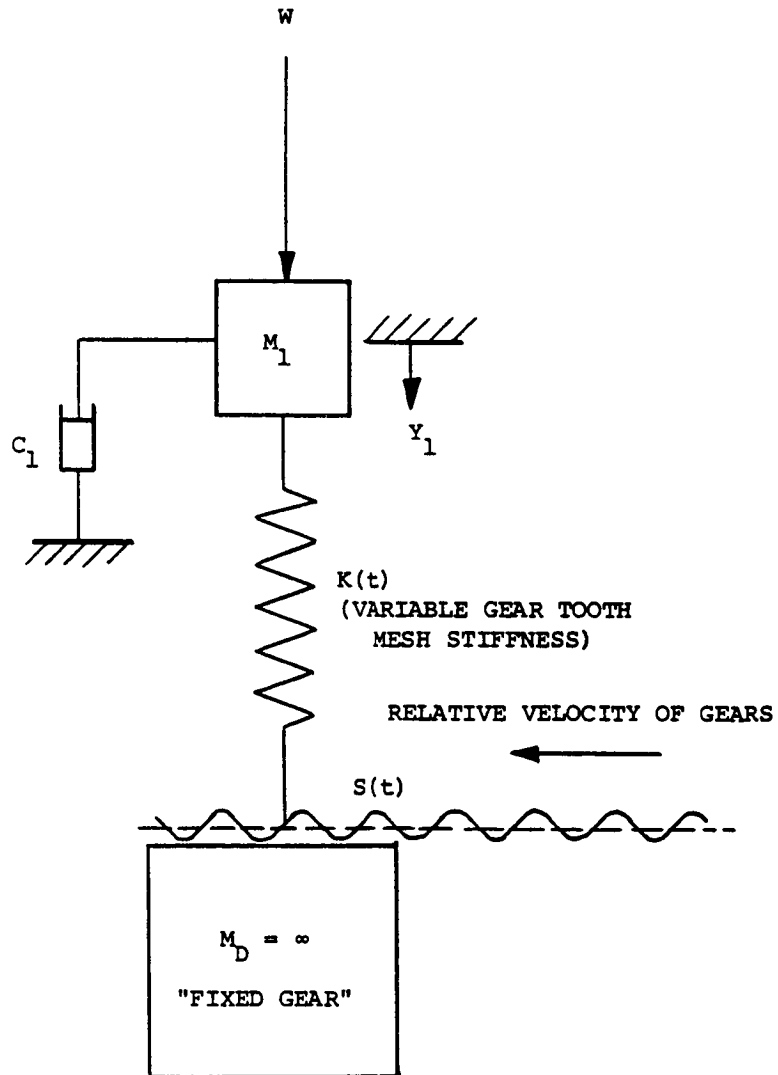 W
M1
Y1
C1
K(t)
(VARIABLE GEAR TOOTH
MESH STIFFNESS)
RELATIVE VELOCITY OF GEARS
S(t)
MD = ∞
"FIXED GEAR"